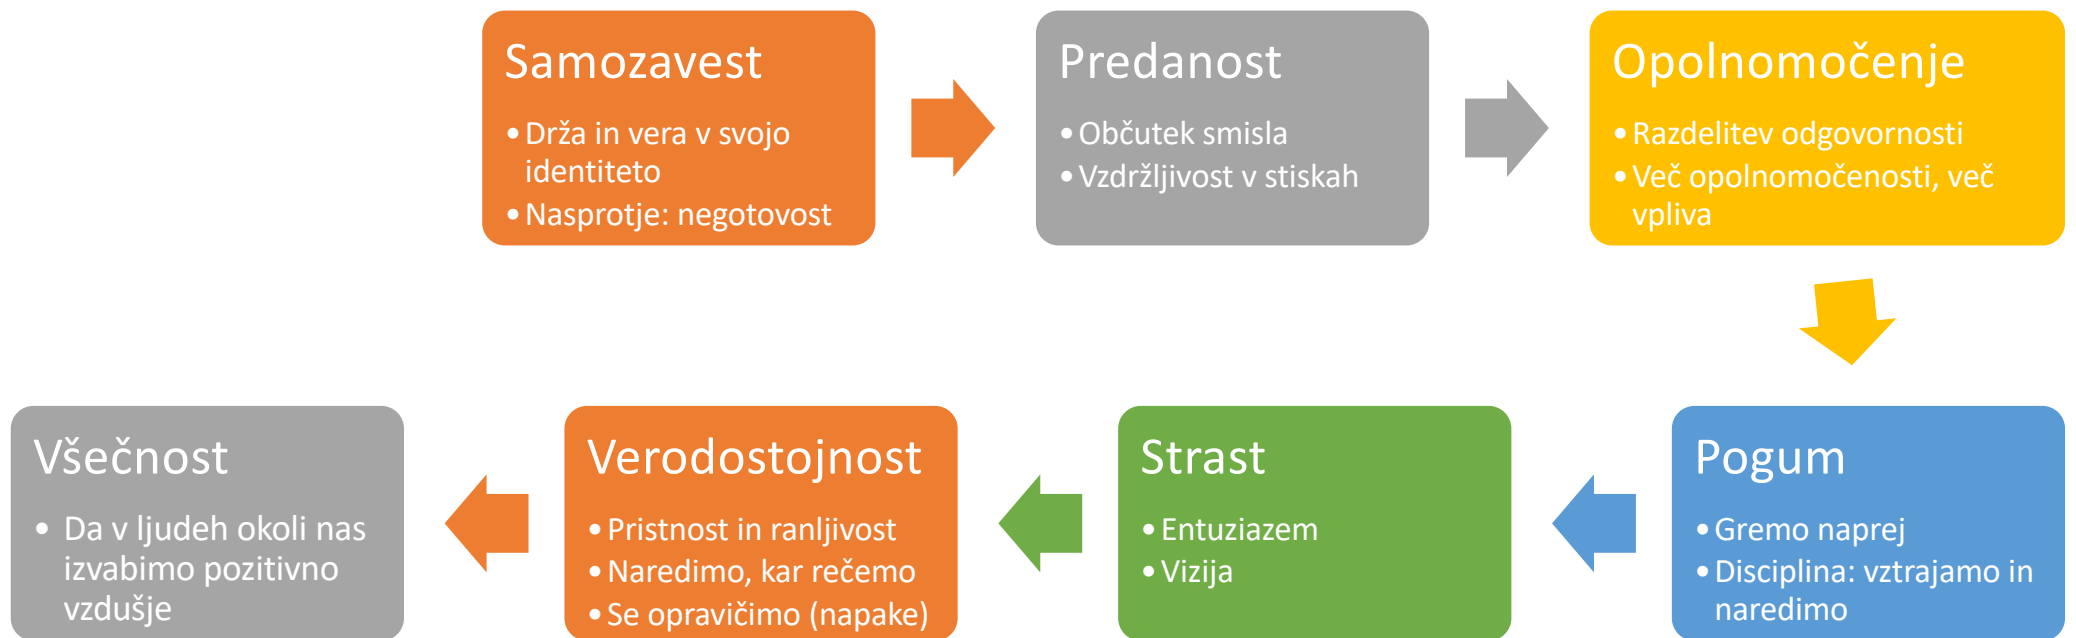 Samozavest
• Drža in vera v svojo
identiteto
• Nasprotje: negotovost
Predanost
• Občutek smisla
• Vzdržljivost v stiskah
Opolnomočenje
• Razdelitev odgovornosti
• Več opolnomočenosti, več
vpliva
Pogum
• Gremo naprej
• Disciplina: vztrajamo in
naredimo
Strast
• Entuziazem
• Vizija
Verodostojnost
• Pristnost in ranljivost
• Naredimo, kar rečemo
• Se opravičimo (napake)
Všečnost
• Da v ljudeh okoli nas
izvabimo pozitivno
vzdušje